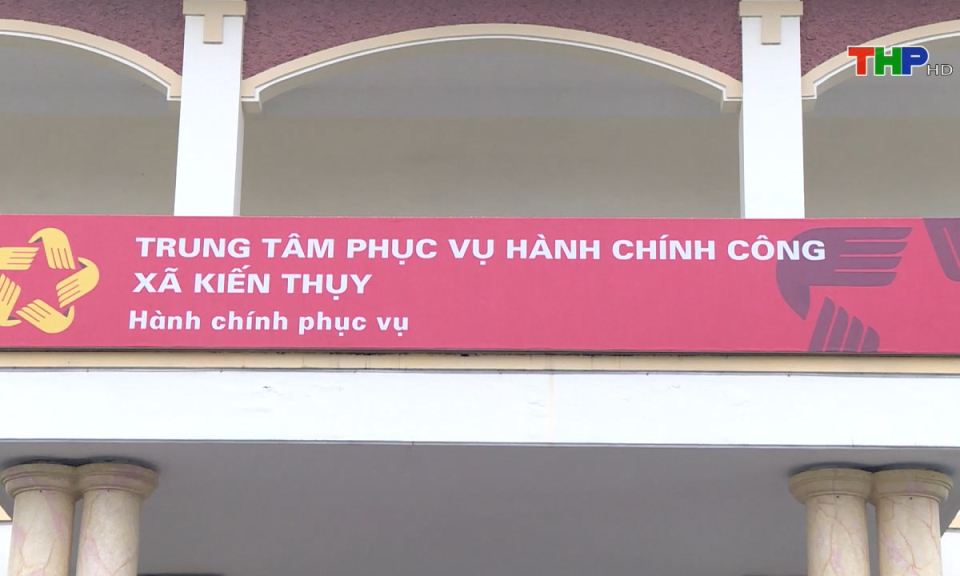 THP HD
TRUNG TÂM PHỤC VỤ HÀNH CHÍNH CÔNG
XÃ KIẾN THỤY
Hành chính phục vụ